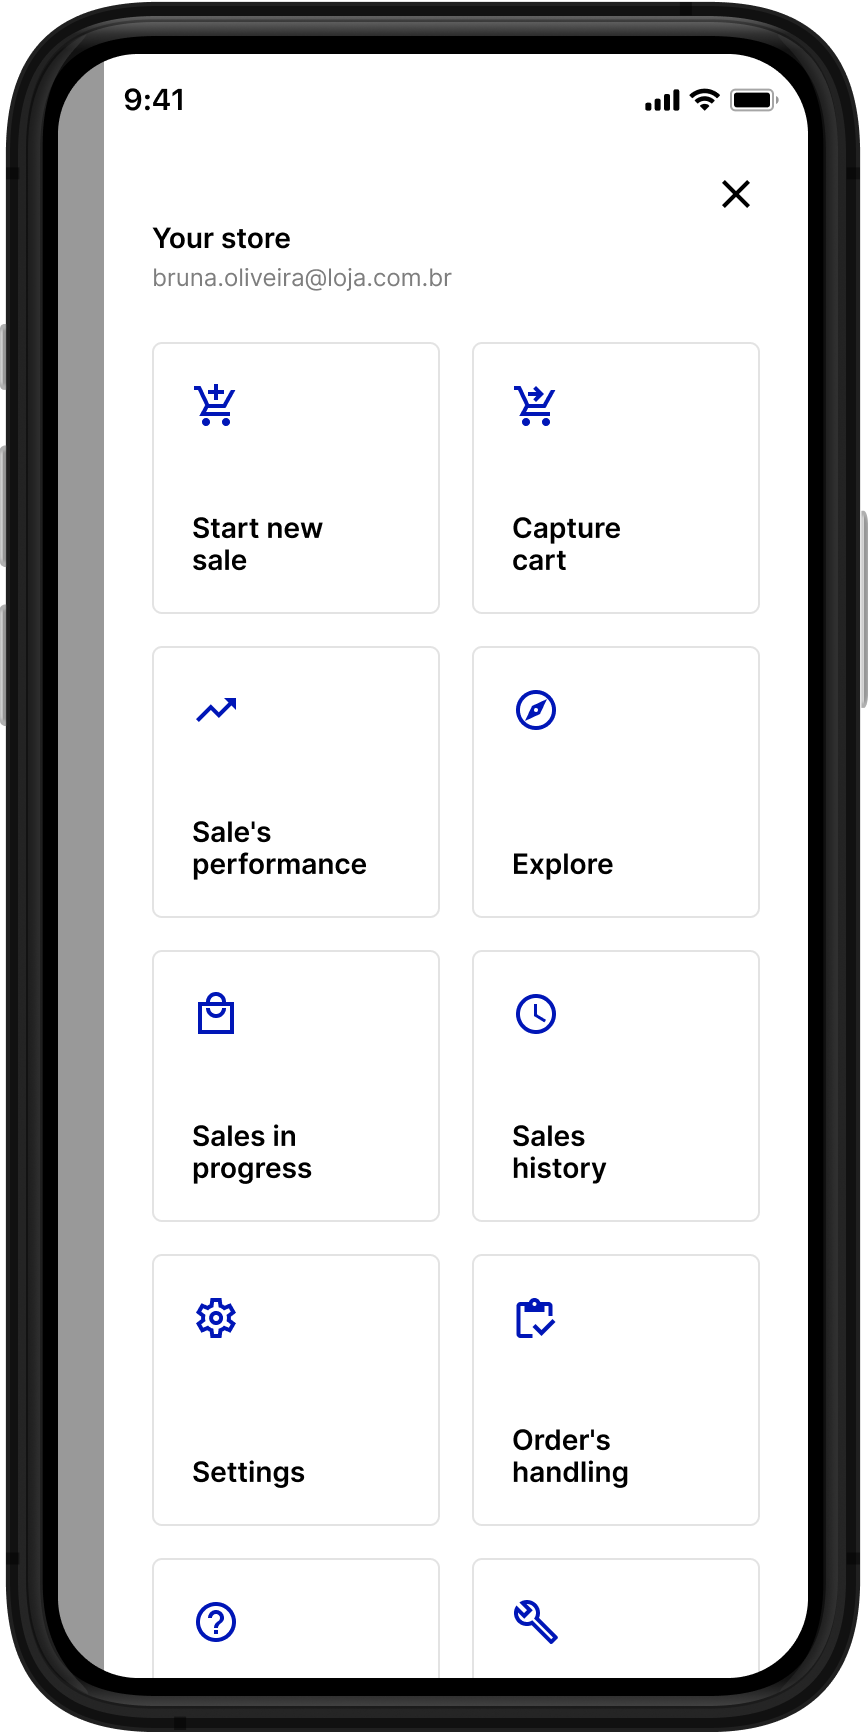 9:41
Your store
bruna.oliveira@loja.com.br
Start new
sale
Capture
cart
Sale's
performance
Explore
Sales in
progress
Sales
history
Settings
Order's
handling